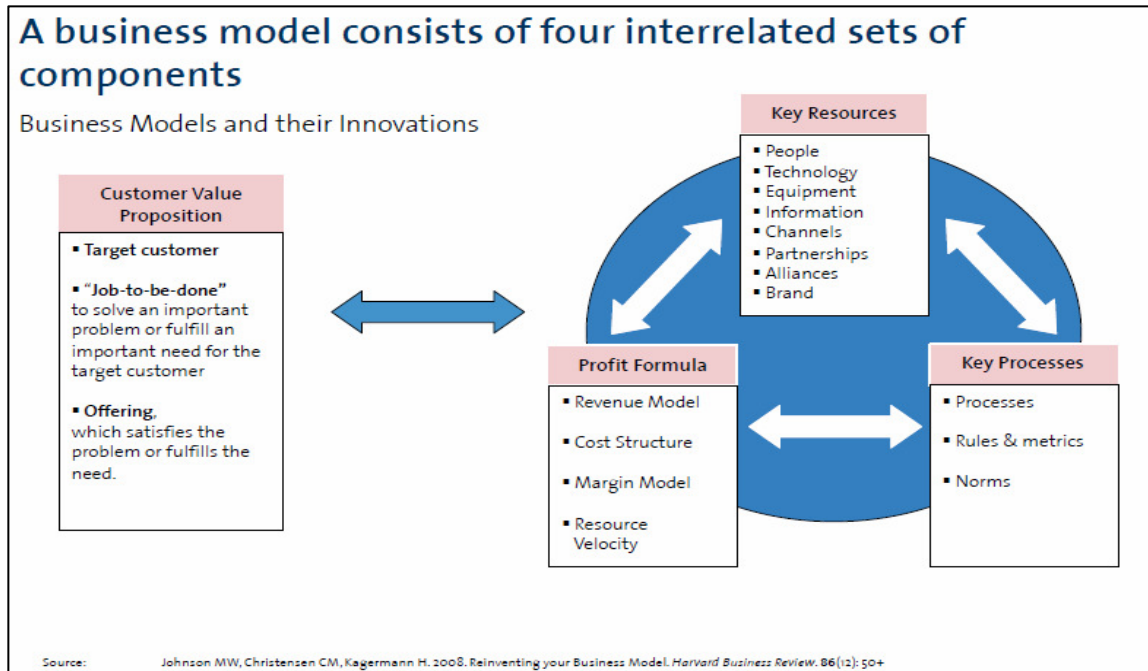 A business model consists of four interrelated sets of
components
Business Models and their Innovations
Customer Value
Proposition
▪ Target customer
▪ “Job-to-be-done”
to solve an important
problem or fulfill an
important need for the
target customer
▪ Offering,
which satisfies the
problem or fulfills the
need.
Key Resources
▪ People
▪ Technology
▪ Equipment
▪ Information
▪ Channels
▪ Partnerships
▪ Alliances
▪ Brand
Profit Formula
▪ Revenue Model
▪ Cost Structure
▪ Margin Model
▪ Resource
Velocity
Key Processes
▪ Processes
▪ Rules & metrics
▪ Norms
Source: Johnson MW, Christensen CM, Kagermann H. 2008. Reinventing your Business Model. Harvard Business Review. 86(12): 50+